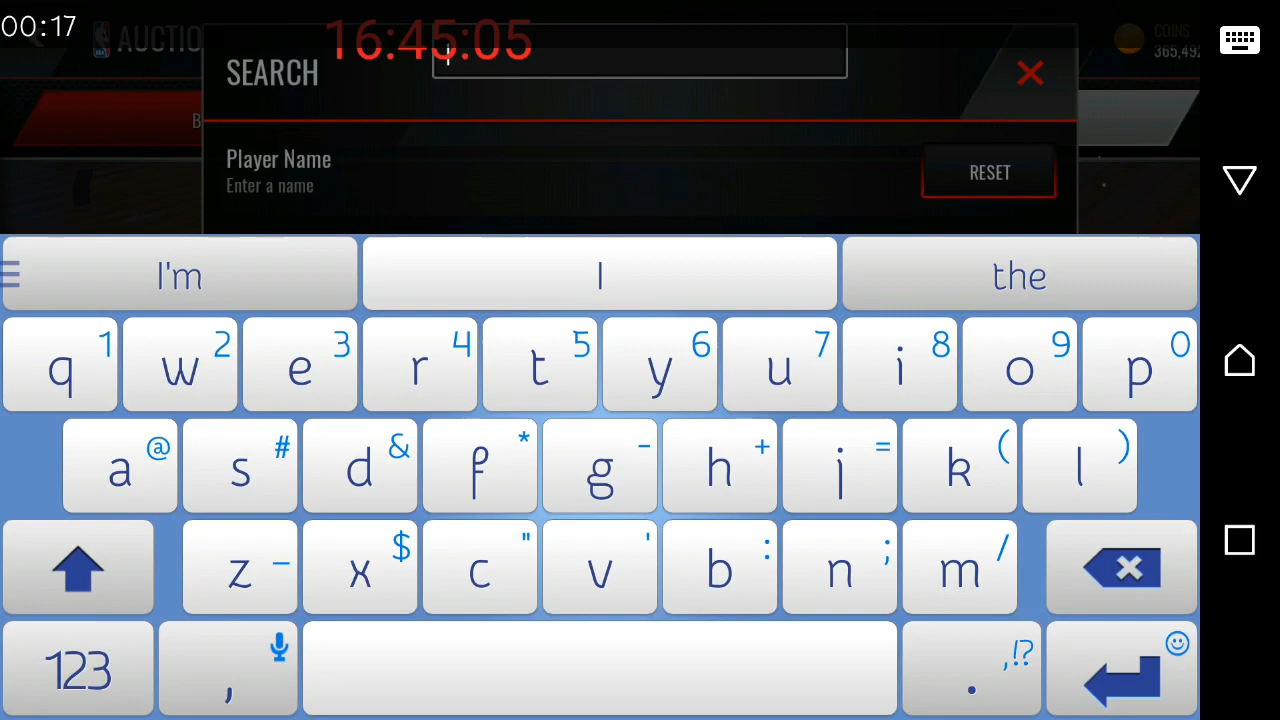 00:17
AUCTIO
16:45:05
COINS
365,492
SEARCH
B
Player Name
Enter a name
RESET
I'm I the
q 1 w 2 e 3 r 4 t 5 y 6 u 7 i 8 o 9 p 0
a @ s # d & f * g - h + j = k ( l )
z _ x $ c " v ' b : n ; m /
123 , . ,!?